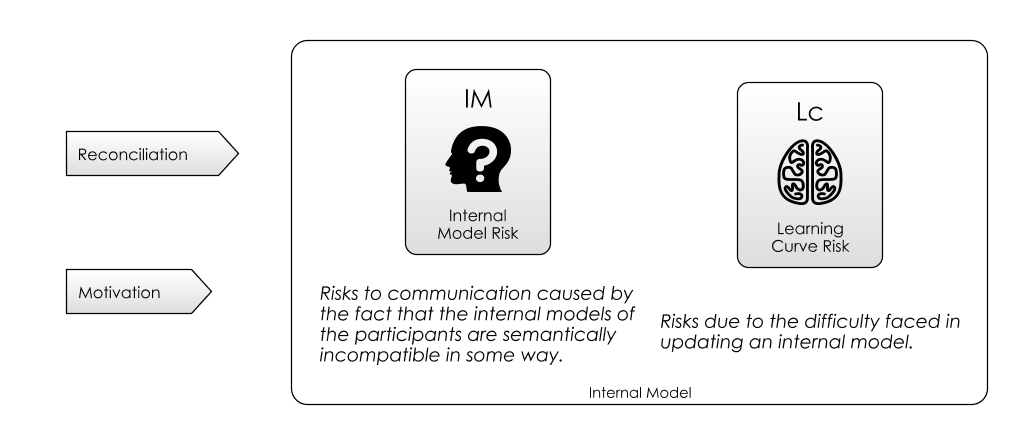 Reconciliation
Motivation
IM
Internal
Model Risk
Risks to communication caused by
the fact that the internal models of
the participants are semantically
incompatible in some way.
Lc
Learning
Curve Risk
Risks due to the difficulty faced in
updating an internal model.
Internal Model